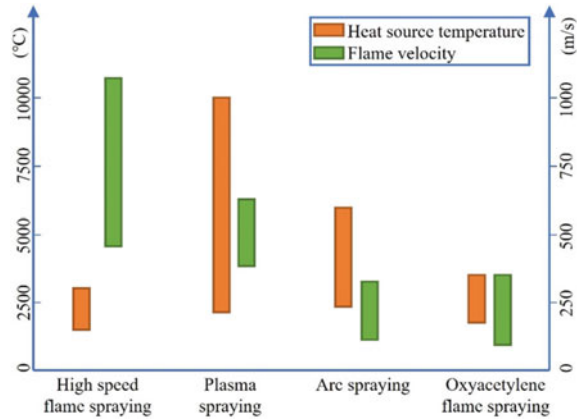 (°C)
(m/s)
Heat source temperature
Flame velocity
10000
7500
5000
2500
0
1000
750
500
250
0
High speed
flame spraying
Plasma
spraying
Arc spraying
Oxyacetylene
flame spraying